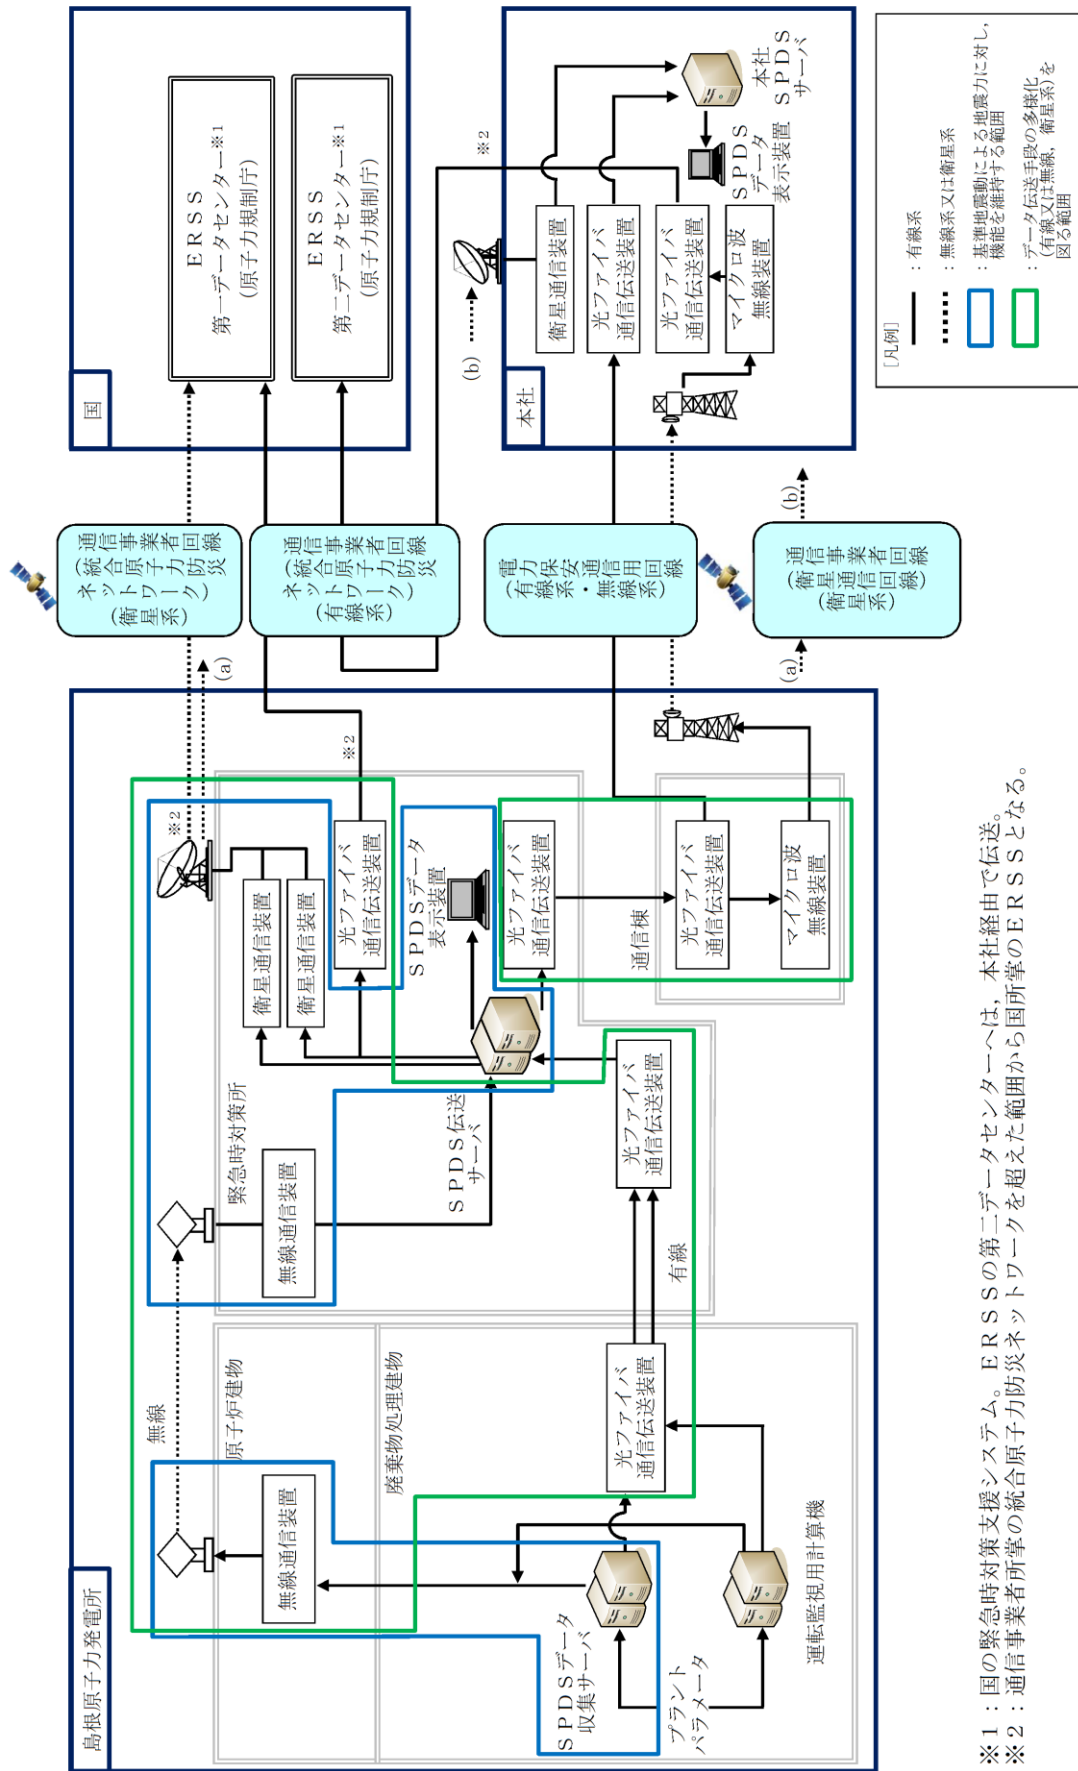 島根原子力発電所
原子炉建物
廃棄物処理建物
無線通信装置
無線
SPDSデータ
収集サーバ
プラント
パラメータ
運転監視用計算機
光ファイバ
通信伝送装置
有線
緊急時対策所
無線通信装置
SPDS伝送
サーバ
光ファイバ
通信伝送装置
衛星通信装置
衛星通信装置
光ファイバ
通信伝送装置
SPDSデータ
表示装置
光ファイバ
通信伝送装置
通信棟
光ファイバ
通信伝送装置
マイクロ波
無線装置
※2
※2
(a)
通信事業者回線
(統合原子力防災
ネットワーク)
(衛星系)
通信事業者回線
(統合原子力防災
ネットワーク)
(有線系)
電力保安通信用回線
(有線系・無線系)
(a)
通信事業者回線
(衛星通信回線)
(衛星系)
(b)
国
ERSS
第一データセンター※1
(原子力規制庁)
ERSS
第二データセンター※1
(原子力規制庁)
※2
本社
(b)
衛星通信装置
光ファイバ
通信伝送装置
光ファイバ
通信伝送装置
マイクロ波
無線装置
本社
SPDS
サーバ
SPDS
データ
表示装置
[凡例]
:有線系
:無線系又は衛星系
:基準地震動による地震力に対し,
機能を維持する範囲
:データ伝送手段の多様化
(有線又は無線,衛星系)を
図る範囲
※1:国の緊急時対策支援システム。ERSSの第二データセンターへは,本社経由で伝送。
※2:通信事業者所掌の統合原子力防災ネットワークを超えた範囲から国所掌のERSSとなる。